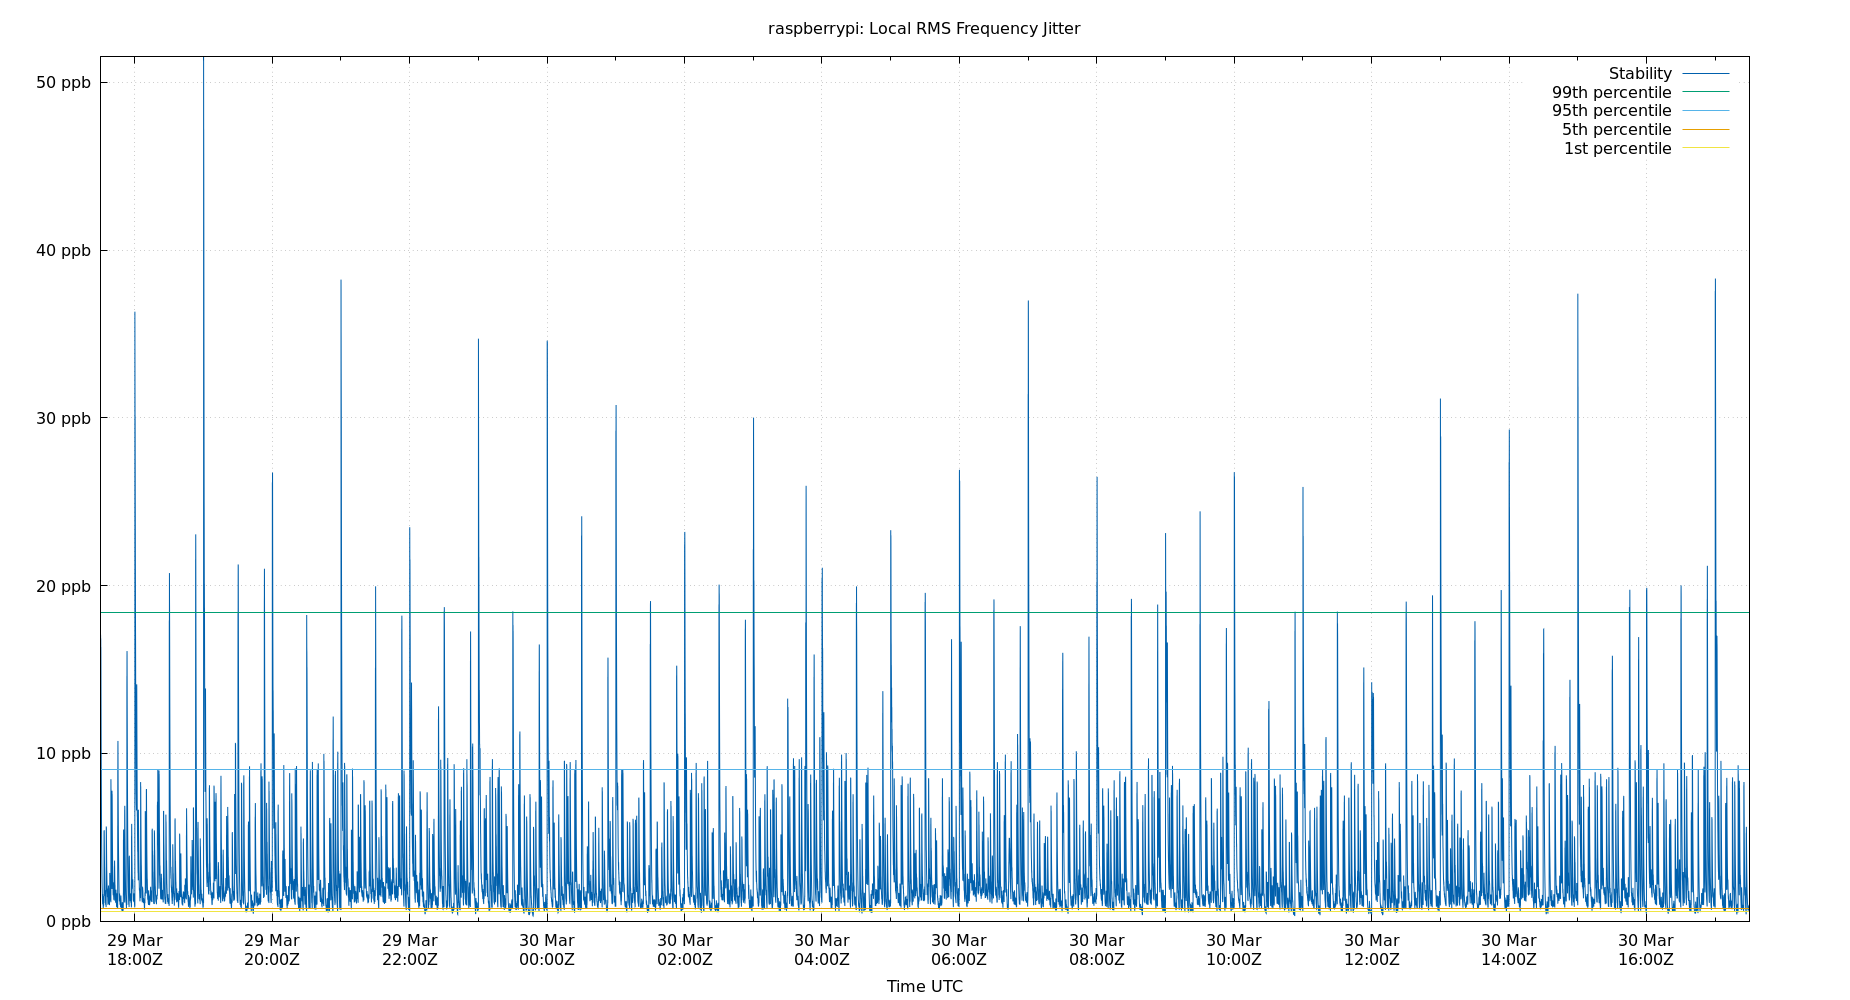 raspberrypi: Local RMS Frequency Jitter
Stability
99th percentile
95th percentile
5th percentile
1st percentile
50 ppb
40 ppb
30 ppb
20 ppb
10 ppb
0 ppb
29 Mar 29 Mar 29 Mar 30 Mar 30 Mar 30 Mar 30 Mar 30 Mar 30 Mar 30 Mar 30 Mar 30 Mar
18:00Z 20:00Z 22:00Z 00:00Z 02:00Z 04:00Z 06:00Z 08:00Z 10:00Z 12:00Z 14:00Z 16:00Z
Time UTC